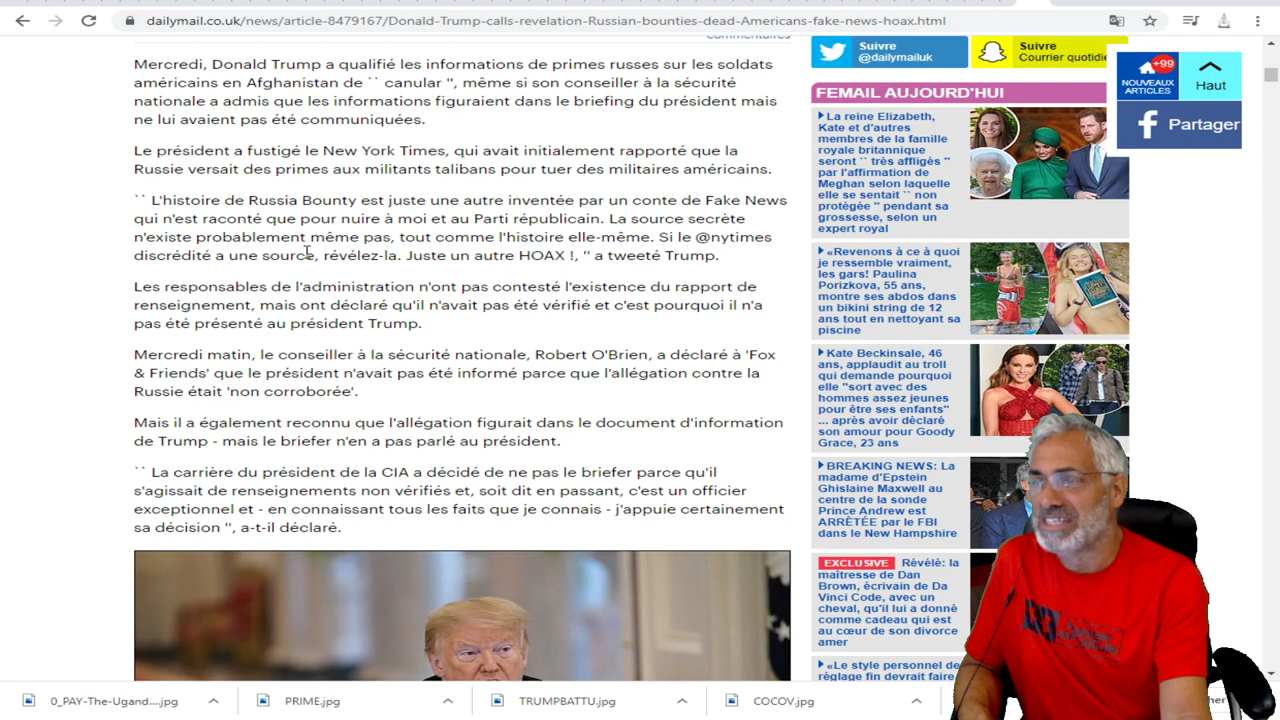 dailymail.co.uk/news/article-8479167/Donald-Trump-calls-revelation-Russian-bounties-dead-Americans-fake-news-hoax.html
Commentaires
Merdedi, Donald Trump a qualifié les informations de primes russes sur les soldats
américains en Afghanistan de `` canular '', même si son conseiller à la sécurité
nationale a admis que les informations figuraient dans le briefing du président mais
ne lui avaient pas été communiquées.
Le président a fustigé le New York Times, qui avait initialement rapporté que la
Russie versait des primes aux militants talibans pour tuer des militaires américains.
`` L'histoire de Russia Bounty est juste une autre inventée par un conte de Fake News
qui n'est raconté que pour nuire à moi et au Parti républicain. La source secrète
n'existe probablement même pas, tout comme l'histoire elle-même. Si le @nytimes
discrédité a une source, révélez-la. Juste un autre HOAX !, '' a tweeté Trump.
Les responsables de l'administration n'ont pas contesté l'existence du rapport de
renseignement, mais ont déclaré qu'il n'avait pas été vérifié et c'est pourquoi il n'a
pas été présenté au président Trump.
Mercredi matin, le conseiller à la sécurité nationale, Robert O'Brien, a déclaré à 'Fox
& Friends' que le président n'avait pas été informé parce que l'allégation contre la
Russie était 'non corroborée'.
Mais il a également reconnu que l'allégation figurait dans le document d'information
de Trump - mais le briefer n'en a pas parlé au président.
`` La carrière du président de la CIA a décidé de ne pas le briefer parce qu'il
s'agissait de renseignements non vérifiés et, soit dit en passant, c'est un officier
exceptionnel et - en connaissant tous les faits que je connais - j'appuie certainement
sa décision '', a-t-il déclaré.
Suivre
@dailymailuk
Suivre
Courrier quotidie
+99
NOUVEAUX
ARTICLES
Haut
Partager
FEMAIL AUJOURD'HUI
La reine Elizabeth,
Kate et d'autres
membres de la famille
royale britannique
seront `` très affligés ''
par l'affirmation de
Meghan selon laquelle
elle se sentait `` non
protégée '' pendant sa
grossesse, selon un
expert royal
«Revenons à ce à quoi
je ressemble vraiment,
les gars! Paulina
Porizkova, 55 ans,
montre ses abdos dans
un bikini string de 12
ans tout en nettoyant sa
piscine
Kate Beckinsale, 46
ans, applaudit au troll
qui demande pourquoi
elle "sort avec des
hommes assez jeunes
pour être ses enfants"
... après avoir déclaré
son amour pour Goody
Grace, 23 ans
BREAKING NEWS: La
madame d'Epstein
Ghislaine Maxwell au
centre de la sonde
Prince Andrew est
ARRÊTÉE par le FBI
dans le New Hampshire
EXCLUSIVE Révélé: la
maîtresse de Dan
Brown, écrivain de Da
Vinci Code, avec un
cheval, qu'il lui a donné
comme cadeau qui est
au cœur de son divorce
amer
«Le style personnel de
réglage fin devrait faire
0_PAY-The-Ugand....jpg
PRIME.jpg
TRUMPBATTU.jpg
COCOV.jpg